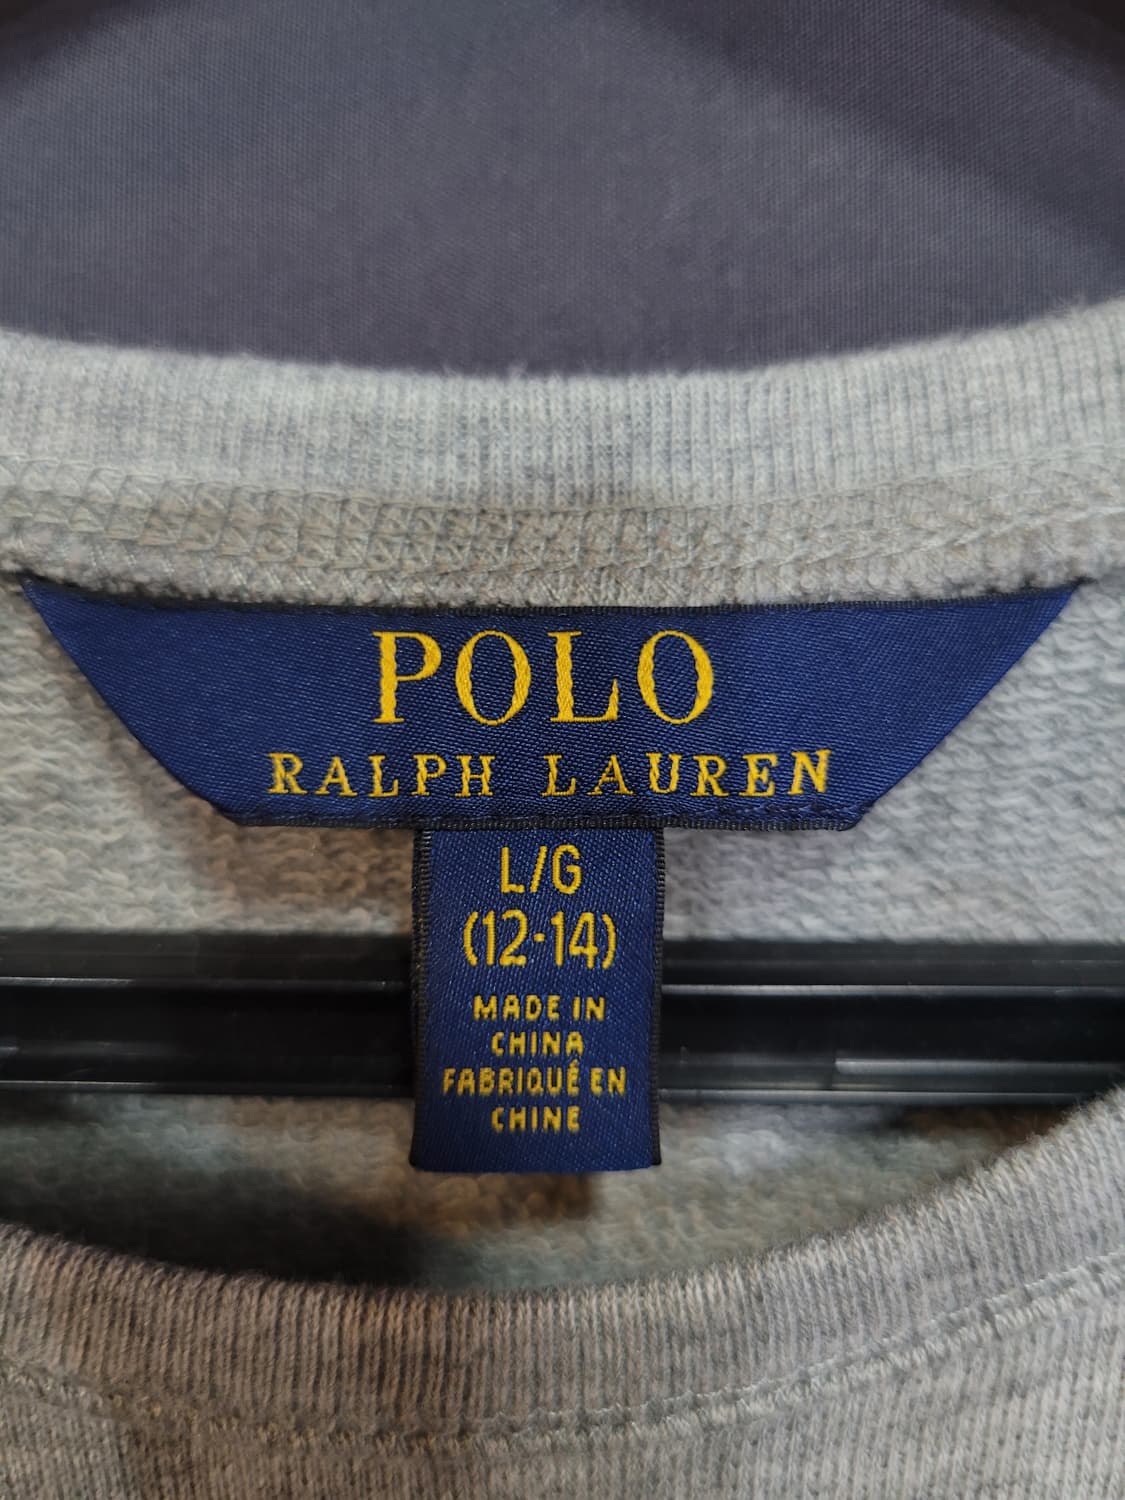 POLO
RALPH LAUREN
L/G
(12·14)
MADE IN
CHINA
FABRIQUÉ EN
CHINE